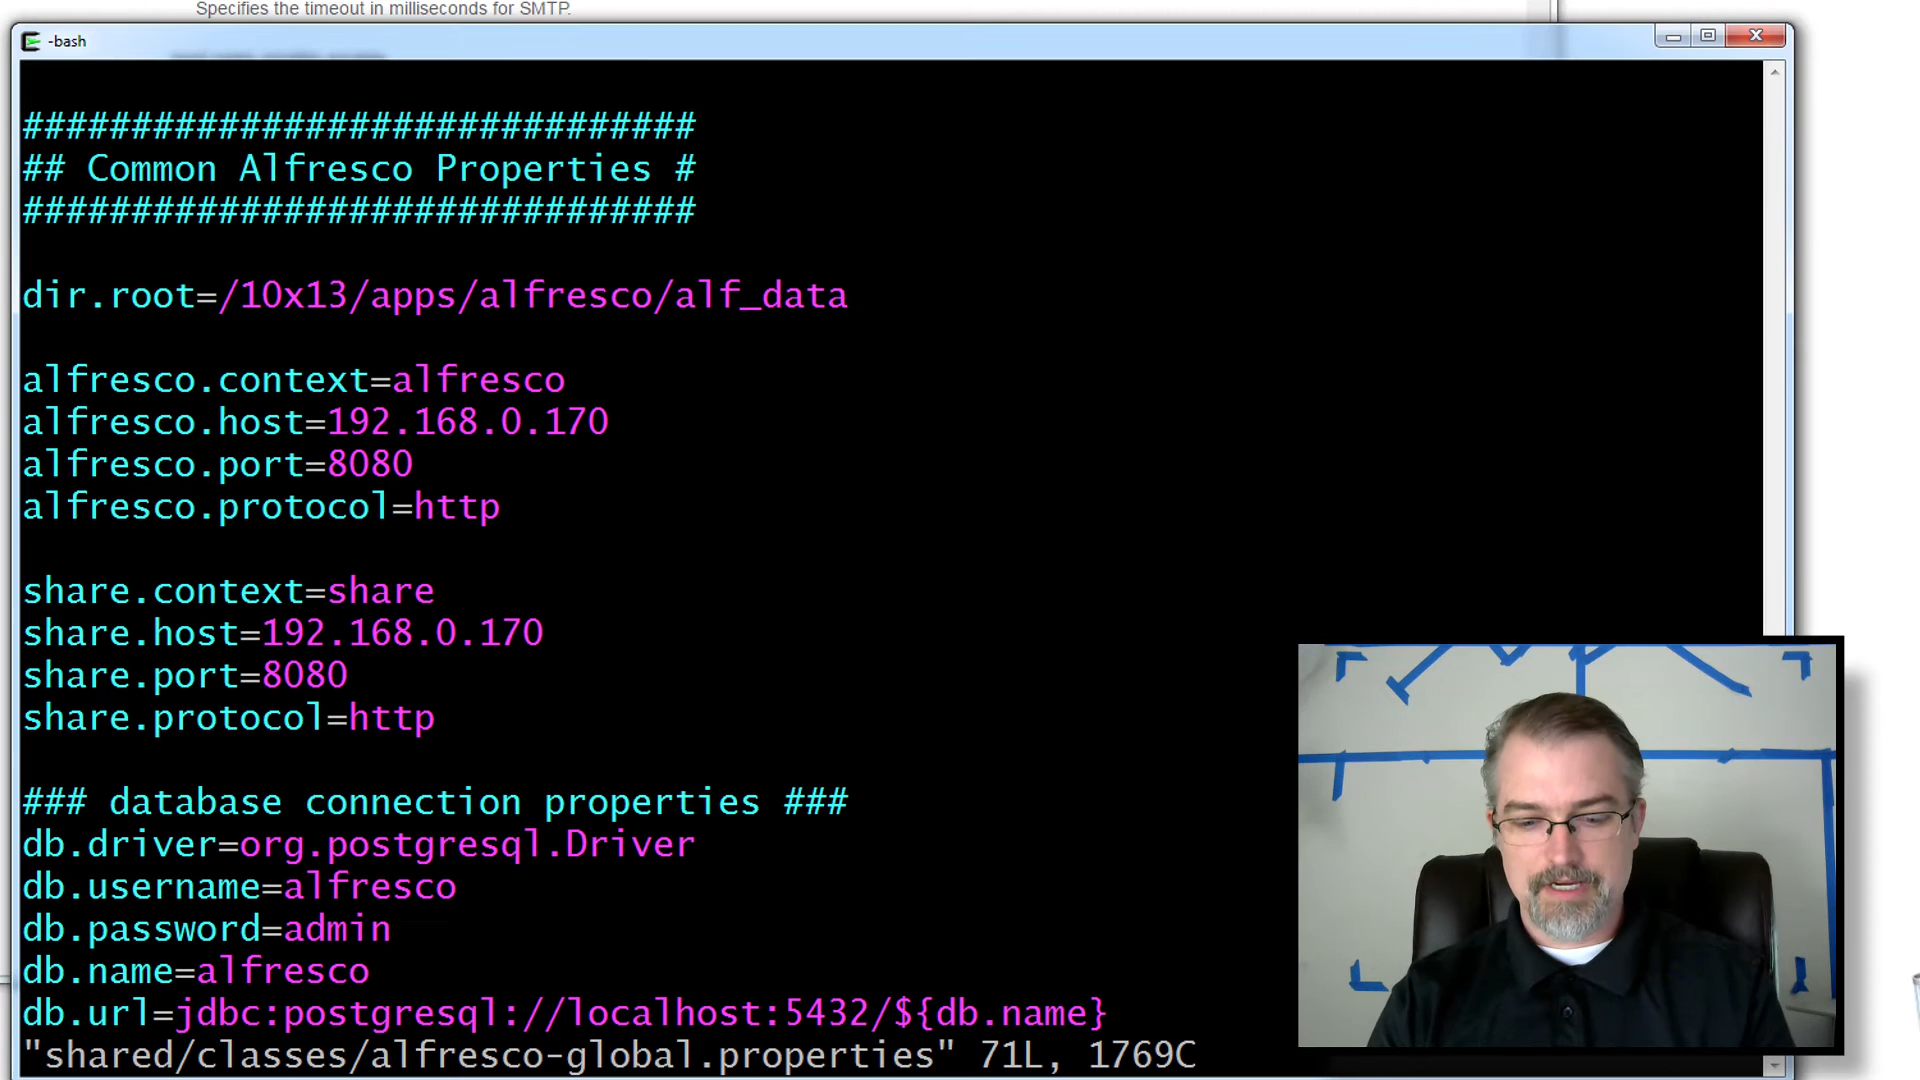 Specifies the timeout in milliseconds for SMTP.
-bash
###############################
## Common Alfresco Properties #
###############################
dir.root=/10x13/apps/alfresco/alf_data
alfresco.context=alfresco
alfresco.host=192.168.0.170
alfresco.port=8080
alfresco.protocol=http
share.context=share
share.host=192.168.0.170
share.port=8080
share.protocol=http
### database connection properties ###
db.driver=org.postgresql.Driver
db.username=alfresco
db.password=admin
db.name=alfresco
db.url=jdbc:postgresql://localhost:5432/${db.name}
"shared/classes/alfresco-global.properties" 71L, 1769C